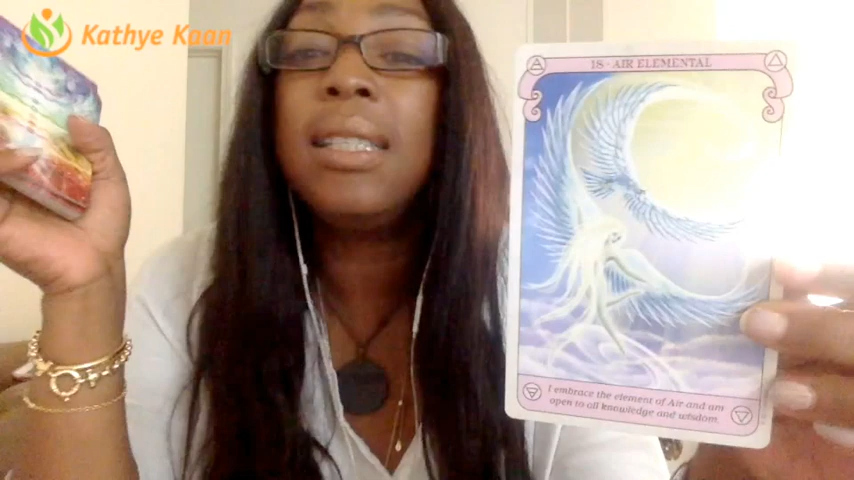 Kathye Kaan
18 · AIR ELEMENTAL
I embrace the element of Air and am
open to all knowledge and wisdom.